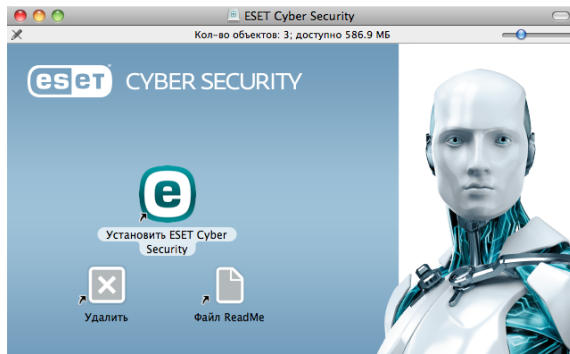 ESET Cyber Security
Кол-во объектов: 3; доступно 586.9 МБ
eset CYBER SECURITY
e
Установить ESET Cyber
Security
Удалить
Файл ReadMe